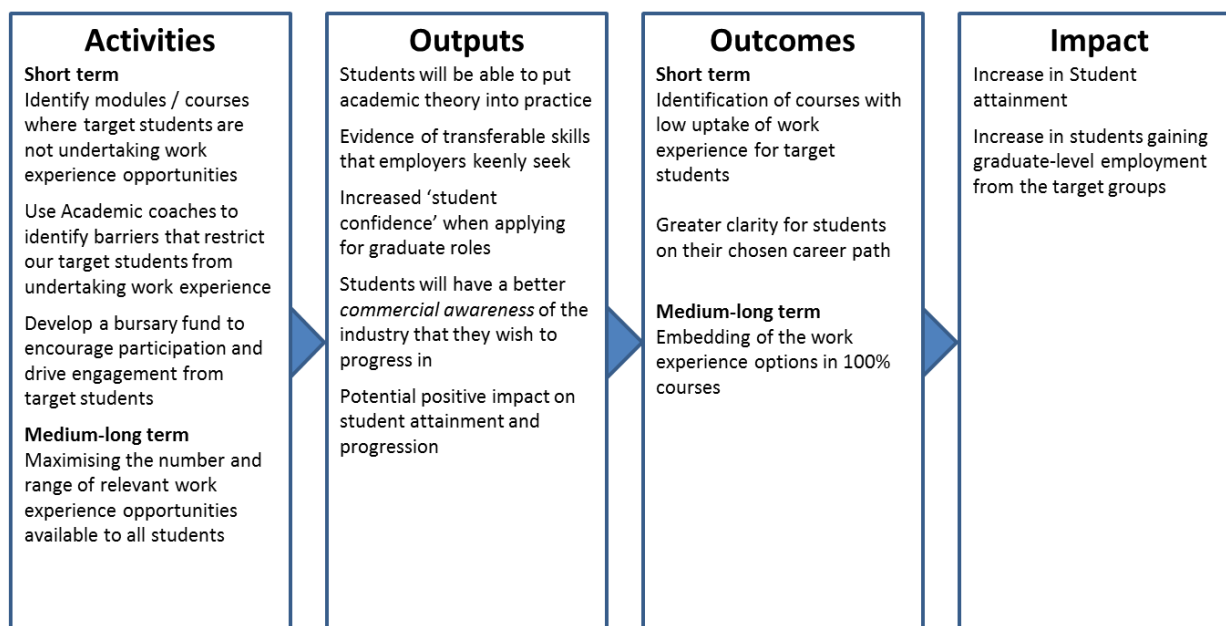 Activities
Short term
Identify modules / courses
where target students are
not undertaking work
experience opportunities
Use Academic coaches to
identify barriers that restrict
our target students from
undertaking work experience
Develop a bursary fund to
encourage participation and
drive engagement from
target students
Medium-long term
Maximising the number and
range of relevant work
experience opportunities
available to all students
Outputs
Students will be able to put
academic theory into practice
Evidence of transferable skills
that employers keenly seek
Increased ‘student
confidence’ when applying
for graduate roles
Students will have a better
commercial awareness of the
industry that they wish to
progress in
Potential positive impact on
student attainment and
progression
Outcomes
Short term
Identification of courses with
low uptake of work
experience for target
students
Greater clarity for students
on their chosen career path
Medium-long term
Embedding of the work
experience options in 100%
courses
Impact
Increase in Student
attainment
Increase in students gaining
graduate-level employment
from the target groups